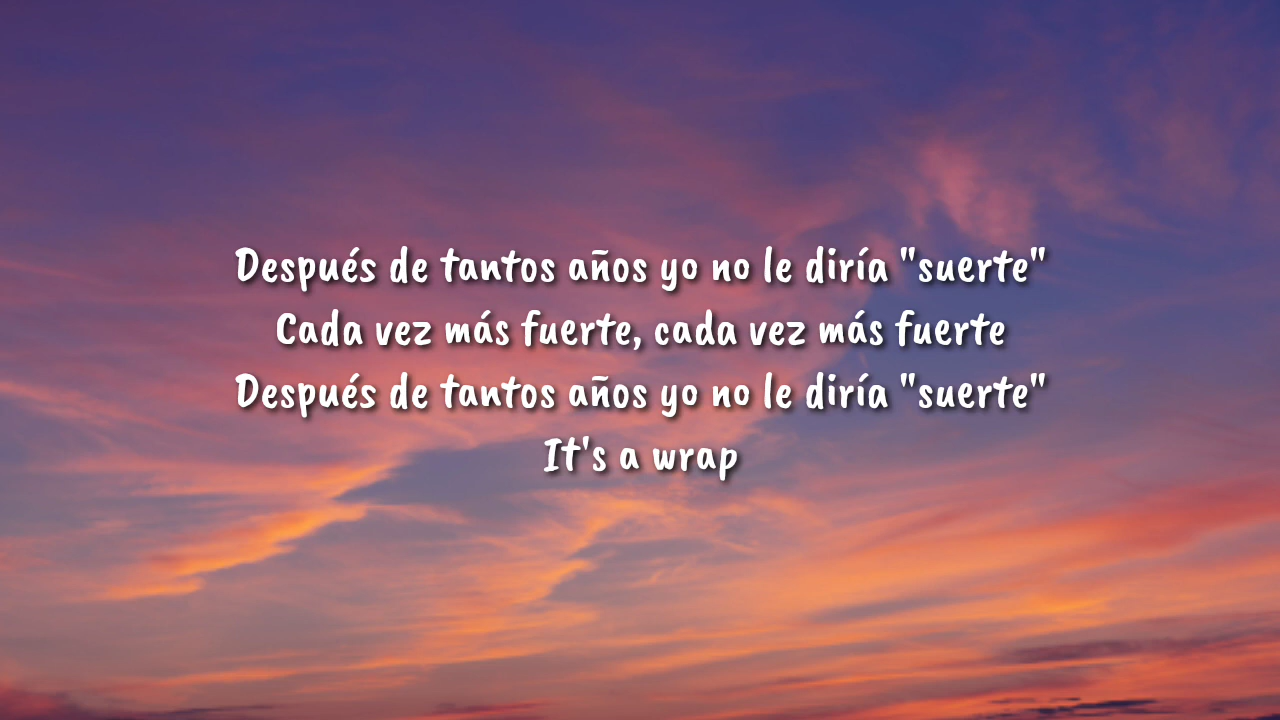 Después de tantos años yo no le diría "suerte"
Cada vez más fuerte, cada vez más fuerte
Después de tantos años yo no le diría "suerte"
It's a wrap